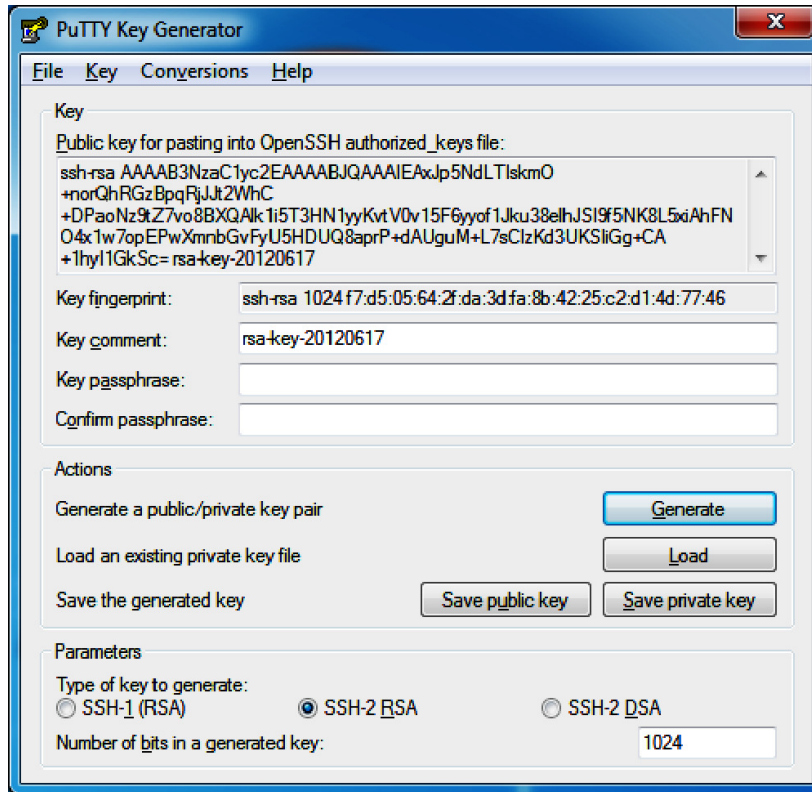 PuTTY Key Generator
File Key Conversions Help
Key
Public key for pasting into OpenSSH authorized_keys file:
ssh-rsa AAAAB3NzaC1yc2EAAAABJQAAAIEAxJp5NdLTIskmO
+norQhRGzBpqRjJJt2WhC
+DPaoNz9tZ7vo8BXQAlk1i5T3HN1yyKvtV0v15F6yyof1Jku38elhJSI9f5NK8L5xiAhFN
O4x1w7opEPwXmnbGvFyIU5HDUQ8aprP+dAUguM+L7sClzKd3UKSliGg+CA
+1hyl1GkSc= rsa-key-20120617
Key fingerprint: ssh-rsa 1024 f7:d5:05:64:2f:da:3d:fa:8b:42:25:c2:d1:4d:77:46
Key comment: rsa-key-20120617
Key passphrase:
Confirm passphrase:
Actions
Generate a public/private key pair Generate
Load an existing private key file Load
Save the generated key Save public key Save private key
Parameters
Type of key to generate:
SSH-1 (RSA) SSH-2 RSA SSH-2 DSA
Number of bits in a generated key: 1024